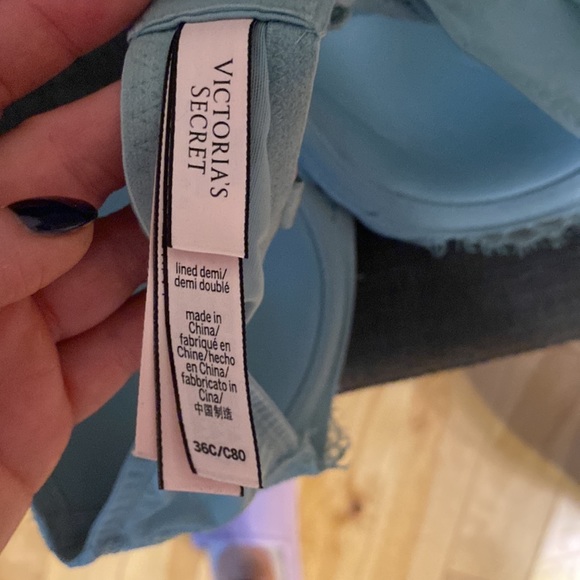 VICTORIA'S
SECRET
lined demi/
demi doublé
made in
China/
fabriqué en
Chine/hecho
en China/
fabbricato in
Cina/
中国制造
36C/C80